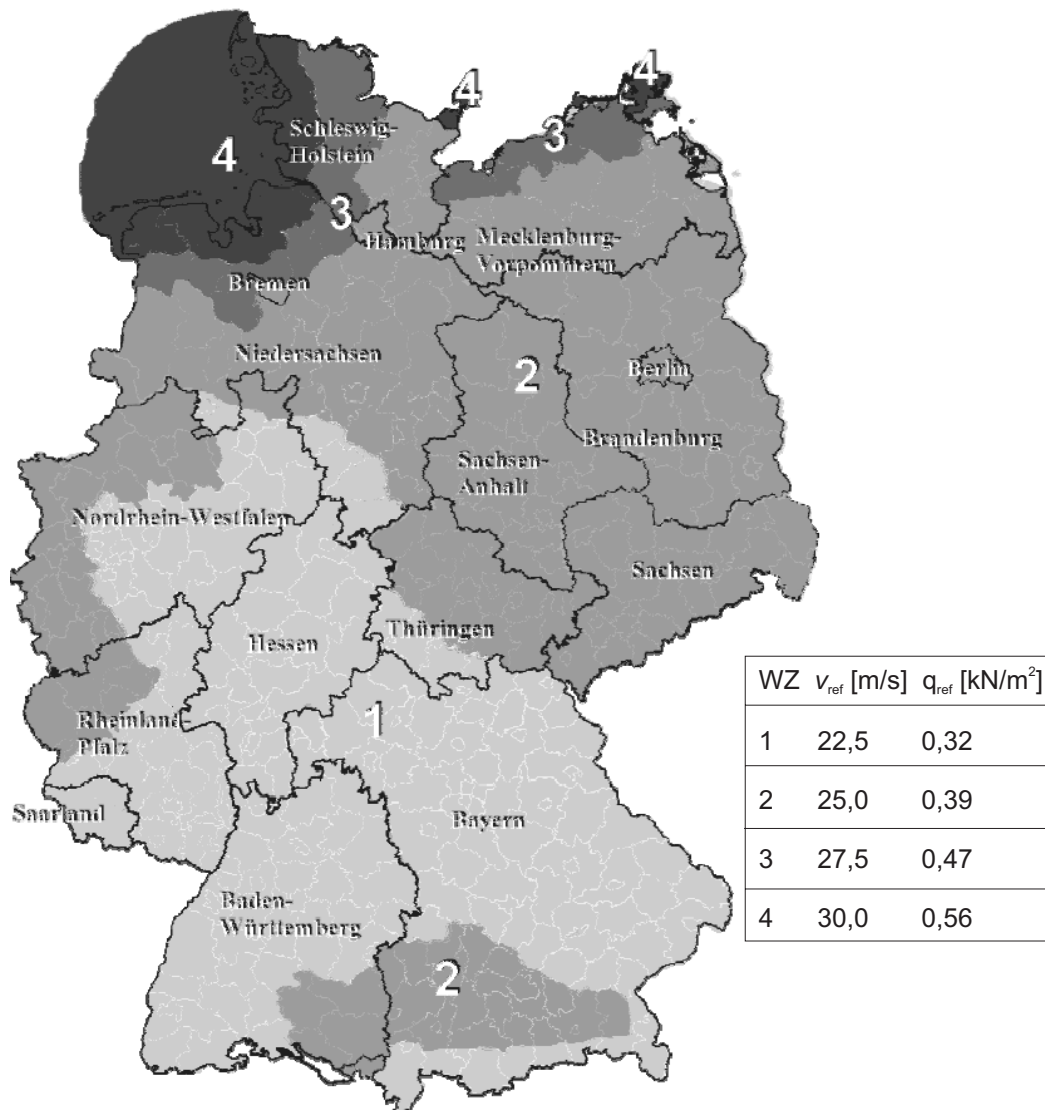 4
4
4
Schleswig-
Holstein
3
3
Hamburg
Mecklenburg-
Vorpommern
Bremen
Niedersachsen
2
Berlin
Brandenburg
Sachsen-
Anhalt
Nordrhein-Westfalen
Sachsen
Hessen
Thüringen
1
Rheinland-
Pfalz
Saarland
Bayern
Baden-
Württemberg
2
WZ vref [m/s] qref [kN/m²]
1 22,5 0,32
2 25,0 0,39
3 27,5 0,47
4 30,0 0,56